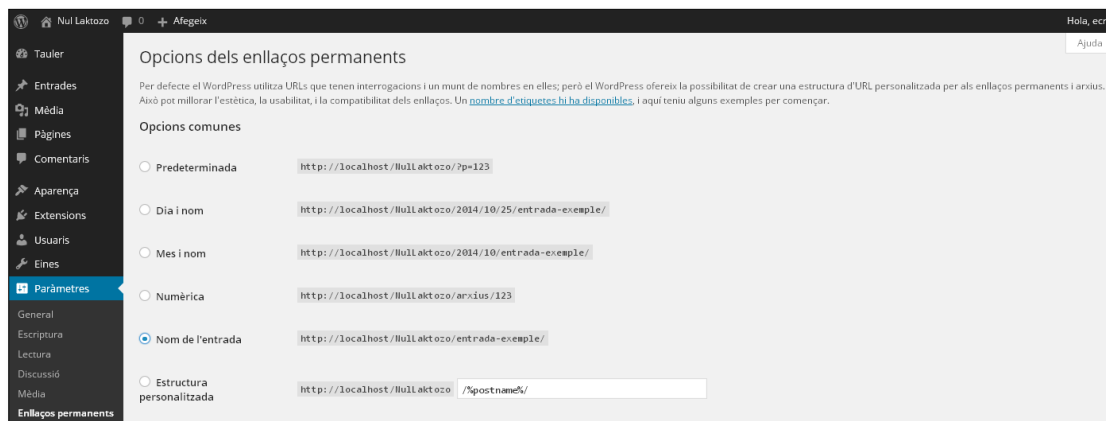 Nul Laktozo 0 + Afegeix Hola, ecr
Ajuda
Tauler
Entrades
Mèdia
Pàgines
Comentaris
Aparença
Extensions
Usuaris
Eines
Paràmetres
General
Escriptura
Lectura
Discussió
Mèdia
Enllaços permanents
Opcions dels enllaços permanents
Per defecte el WordPress utilitza URLs que tenen interrogacions i un munt de nombres en elles; però el WordPress ofereix la possibilitat de crear una estructura d'URL personalitzada per als enllaços permanents i arxius.
Això pot millorar l'estètica, la usabilitat, i la compatibilitat dels enllaços. Un nombre d'etiquetes hi ha disponibles, i aquí teniu alguns exemples per començar.
Opcions comunes
Predeterminada http://localhost/NulLaktozo/?p=123
Dia i nom http://localhost/NulLaktozo/2014/10/25/entrada-exemple/
Mes i nom http://localhost/NulLaktozo/2014/10/entrada-exemple/
Numèrica http://localhost/NulLaktozo/arxius/123
Nom de l'entrada http://localhost/NulLaktozo/entrada-exemple/
Estructura
personalitzada http://localhost/NulLaktozo /%postname%/